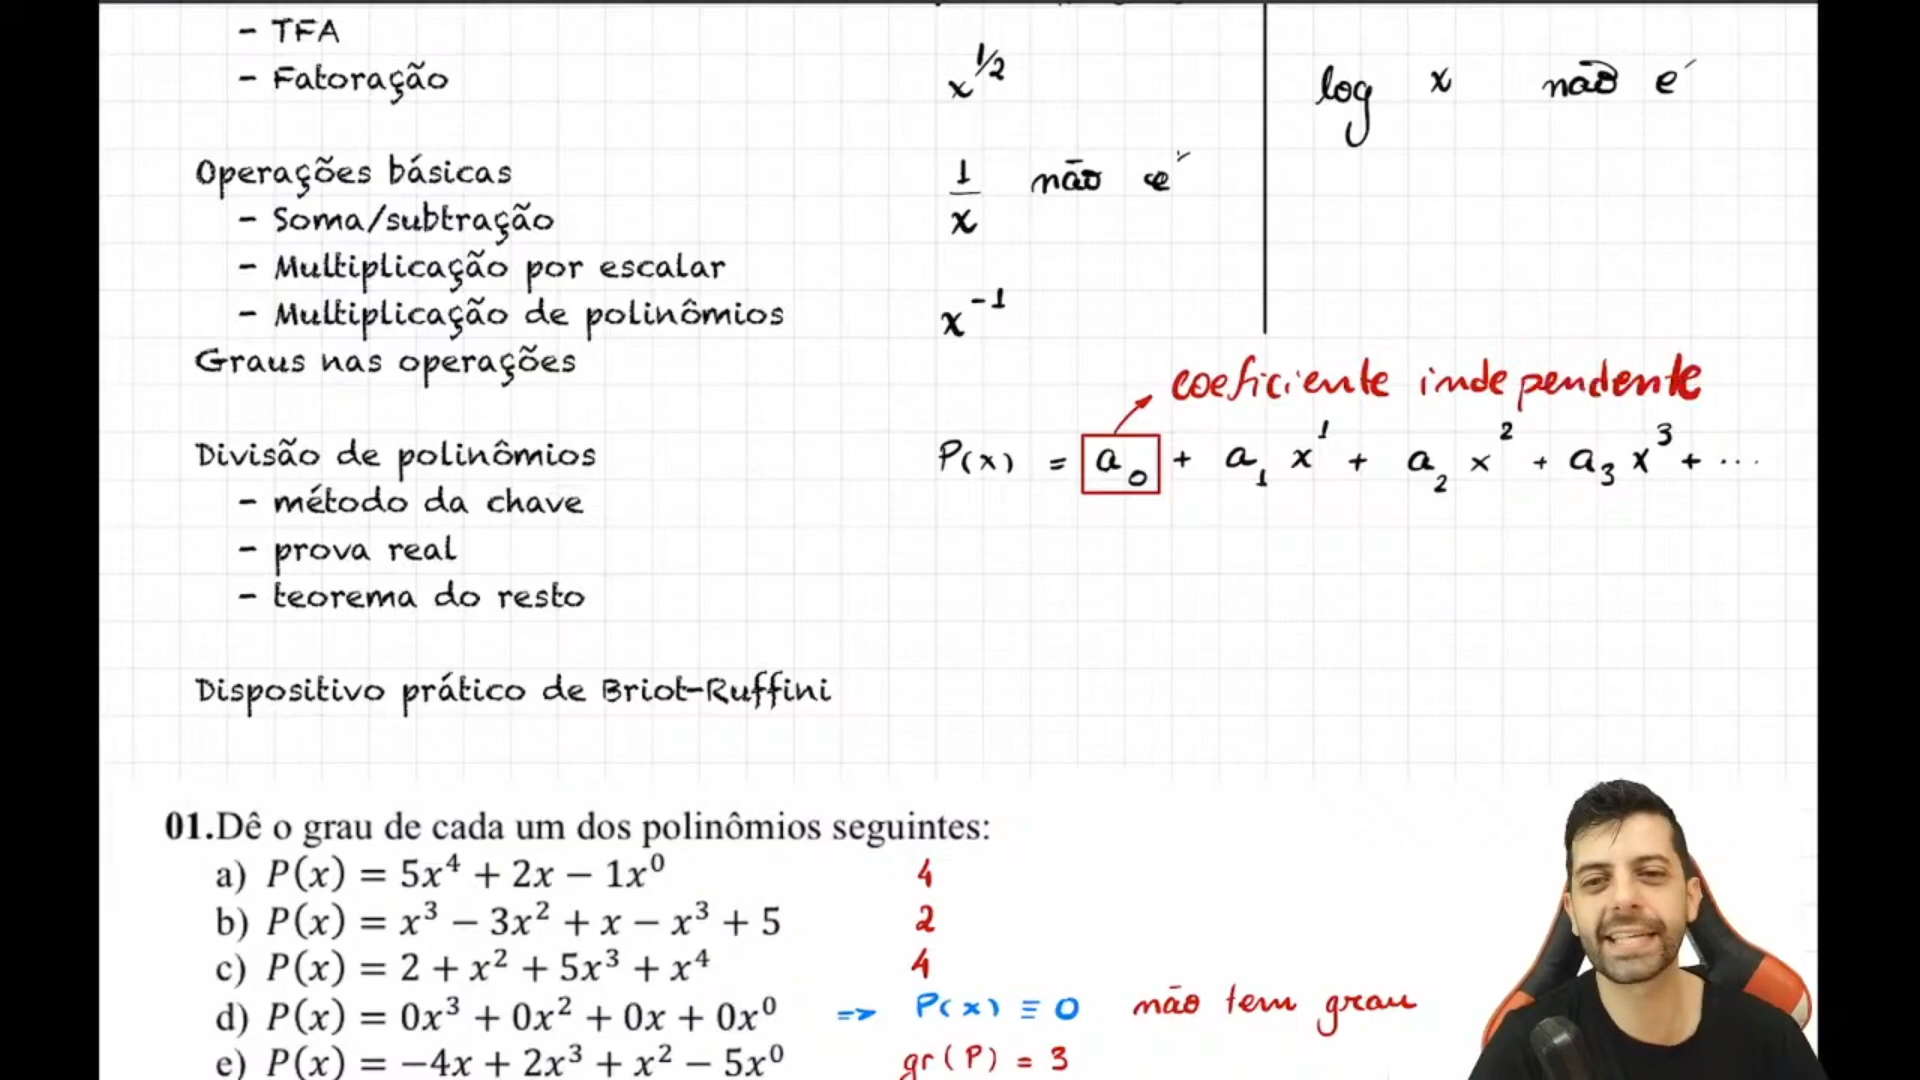 - TFA
- Fatoração
Operações básicas
- Soma/subtração
- Multiplicação por escalar
- Multiplicação de polinômios
Graus nas operações
Divisão de polinômios
- método da chave
- prova real
- teorema do resto
Dispositivo prático de Briot-Ruffini
x^{1/2}
1/x não é
x^{-1}
log x não é
coeficiente independente
P(x) = a₀ + a₁ x¹ + a₂ x² + a₃ x³ + ...
01.Dê o grau de cada um dos polinômios seguintes:
a) P(x) = 5x⁴ + 2x − 1x⁰ 4
b) P(x) = x³ − 3x² + x − x³ + 5 2
c) P(x) = 2 + x² + 5x³ + x⁴ 4
d) P(x) = 0x³ + 0x² + 0x + 0x⁰ => P(x) ≡ 0 não tem grau
e) P(x) = −4x + 2x³ + x² − 5x⁰ gr(P) = 3